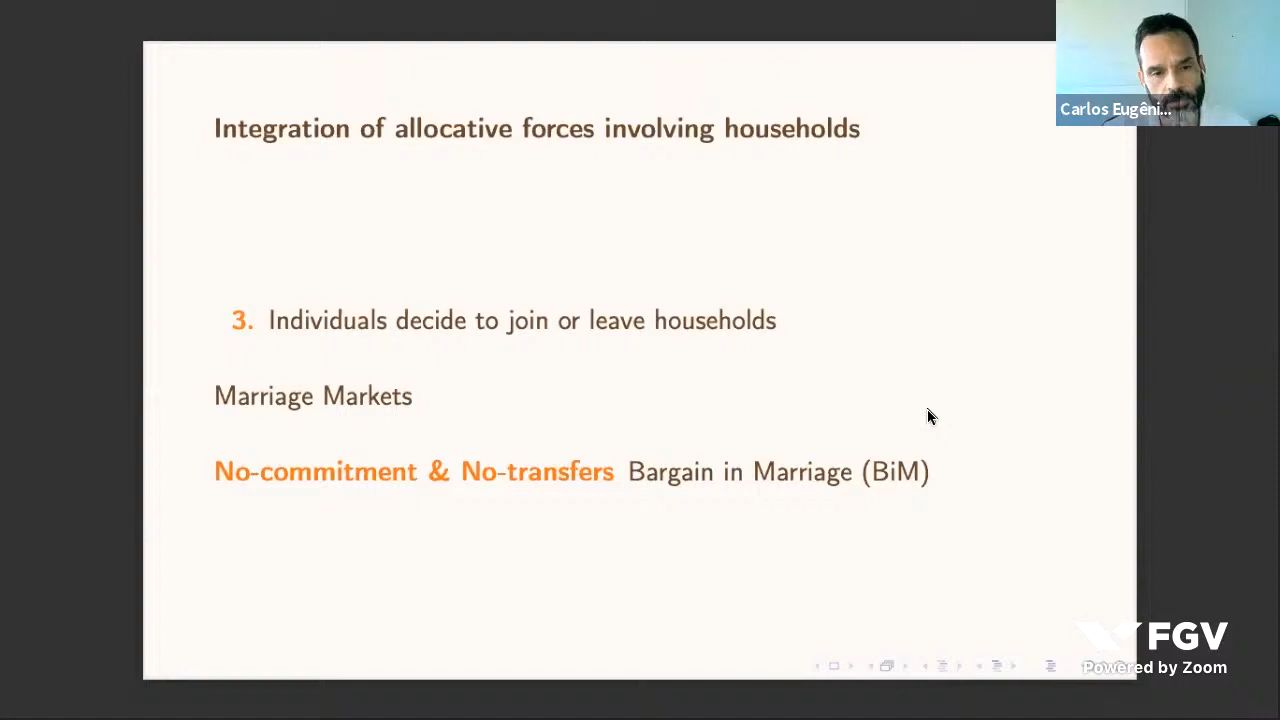 Carlos Eugêni...
Integration of allocative forces involving households
3. Individuals decide to join or leave households
Marriage Markets
No-commitment & No-transfers Bargain in Marriage (BiM)
FGV
Powered by Zoom